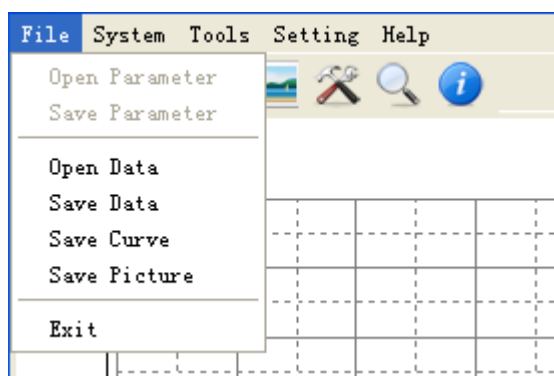 File System Tools Setting Help
Open Parameter
Save Parameter
Open Data
Save Data
Save Curve
Save Picture
Exit
i